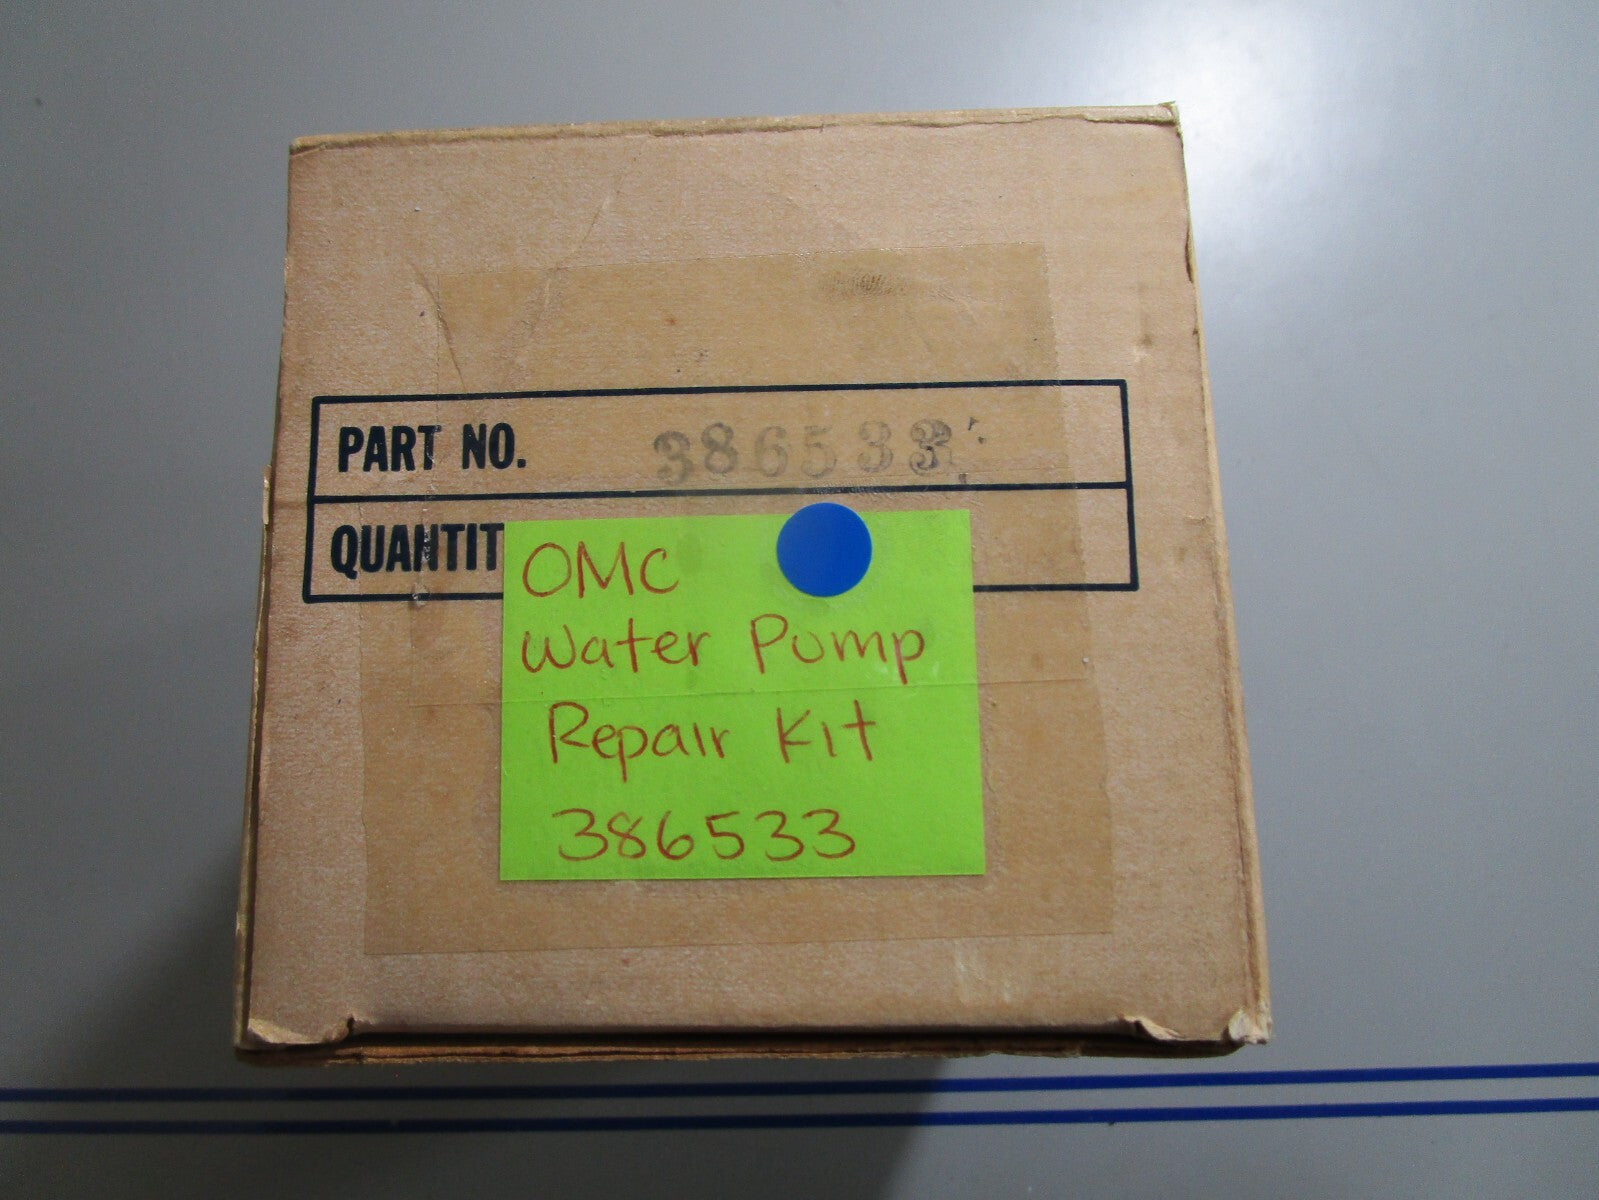 PART NO. 386533
QUANTIT
OMC
Water Pump
Repair Kit
386533